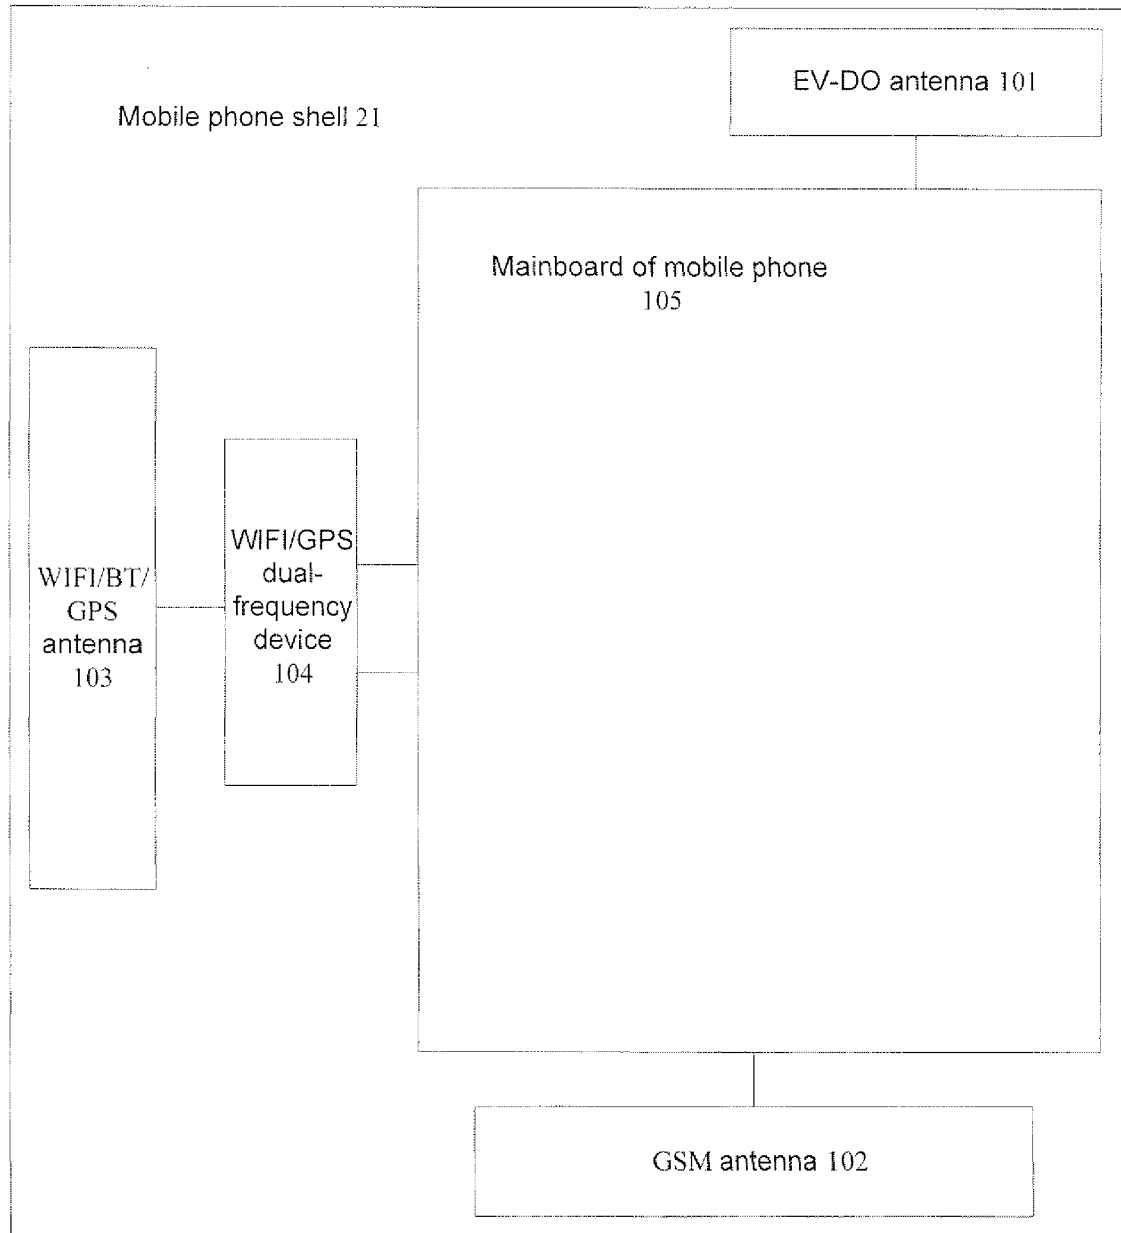 EV-DO antenna 101
Mobile phone shell 21
Mainboard of mobile phone
105
WIFI/BT/
GPS
antenna
103
WIFI/GPS
dual-
frequency
device
104
GSM antenna 102